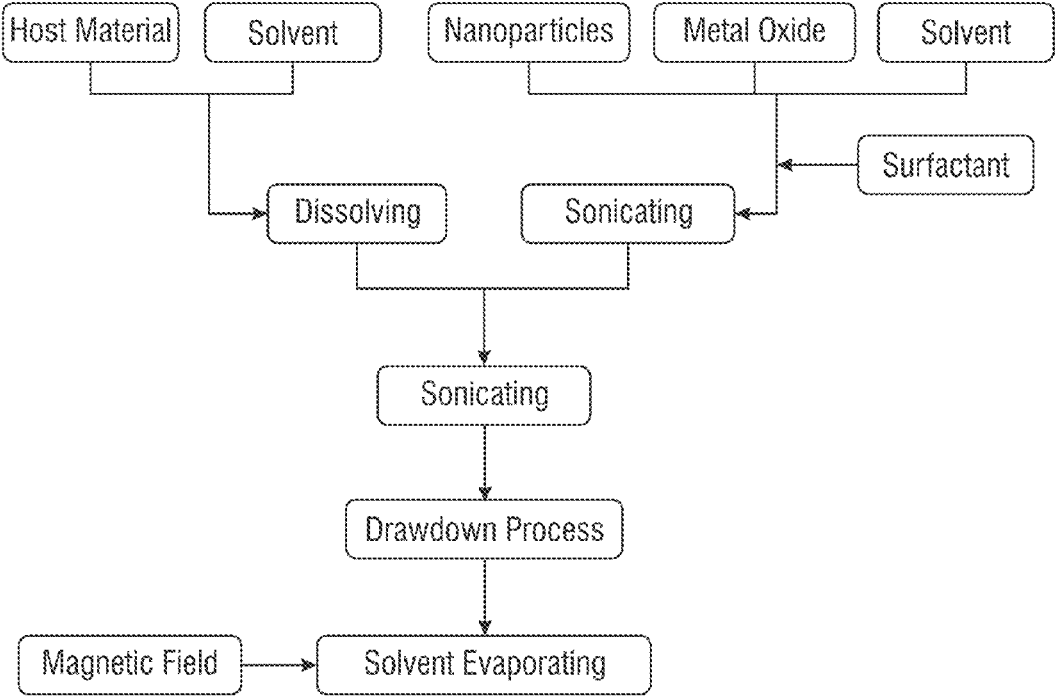 Host Material
Solvent
Nanoparticles
Metal Oxide
Solvent
Surfactant
Dissolving
Sonicating
Sonicating
Drawdown Process
Magnetic Field
Solvent Evaporating